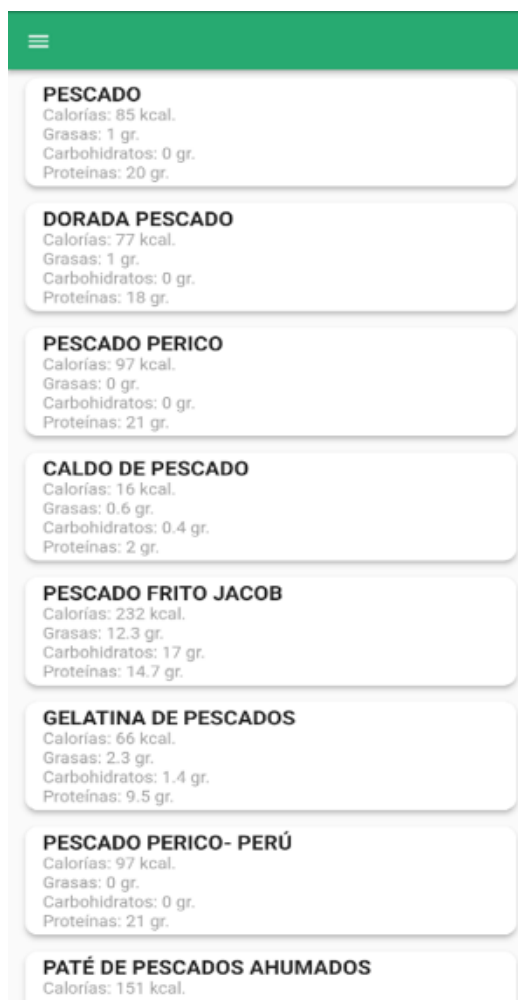 PESCADO
Calorías: 85 kcal.
Grasas: 1 gr.
Carbohidratos: 0 gr.
Proteínas: 20 gr.
DORADA PESCADO
Calorías: 77 kcal.
Grasas: 1 gr.
Carbohidratos: 0 gr.
Proteínas: 18 gr.
PESCADO PERICO
Calorías: 97 kcal.
Grasas: 0 gr.
Carbohidratos: 0 gr.
Proteínas: 21 gr.
CALDO DE PESCADO
Calorías: 16 kcal.
Grasas: 0.6 gr.
Carbohidratos: 0.4 gr.
Proteínas: 2 gr.
PESCADO FRITO JACOB
Calorías: 232 kcal.
Grasas: 12.3 gr.
Carbohidratos: 17 gr.
Proteínas: 14.7 gr.
GELATINA DE PESCADOS
Calorías: 66 kcal.
Grasas: 2.3 gr.
Carbohidratos: 1.4 gr.
Proteínas: 9.5 gr.
PESCADO PERICO- PERÚ
Calorías: 97 kcal.
Grasas: 0 gr.
Carbohidratos: 0 gr.
Proteínas: 21 gr.
PATÉ DE PESCADOS AHUMADOS
Calorías: 151 kcal.